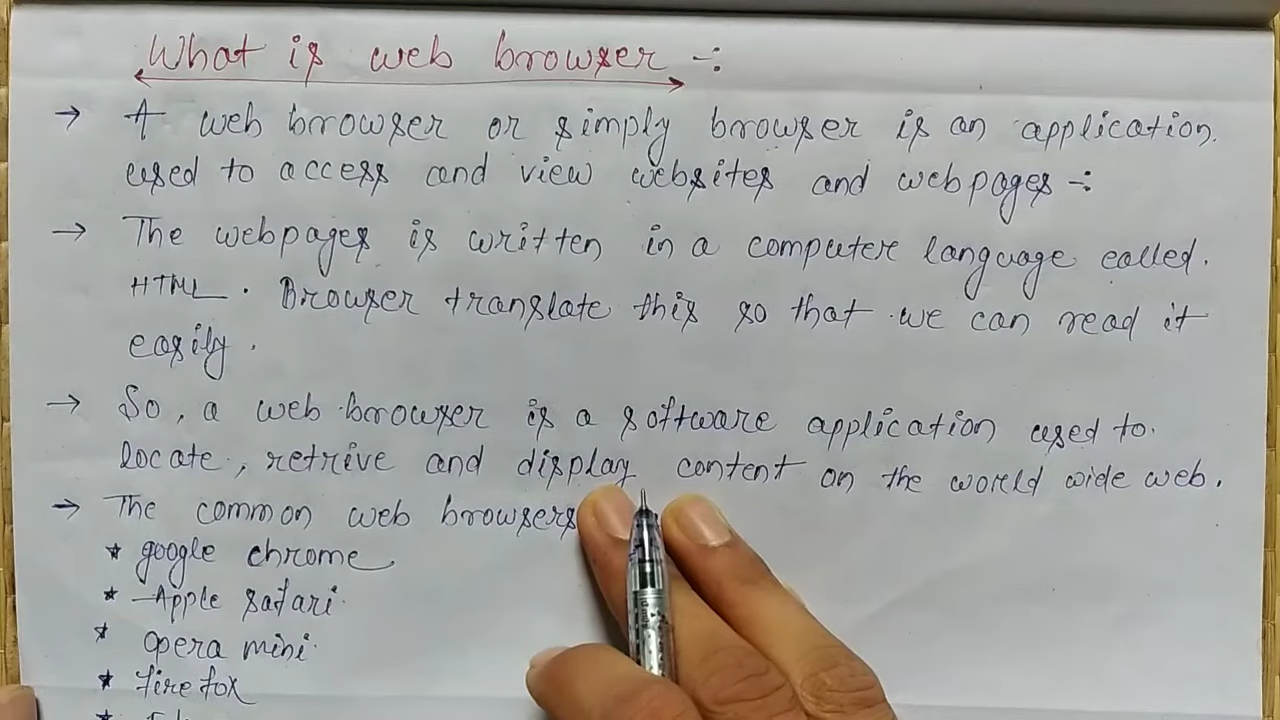 What is web browser -:
→ A web browser or simply browser is an application.
used to access and view websites and webpages -:
→ The webpages is written in a computer language called.
HTML. Browser translate this so that we can read it
easily.
→ So, a web browser is a software application used to.
locate, retrive and display content on the world wide web.
→ The common web browsers
* google chrome
* Apple safari.
* opera mini.
* firefox